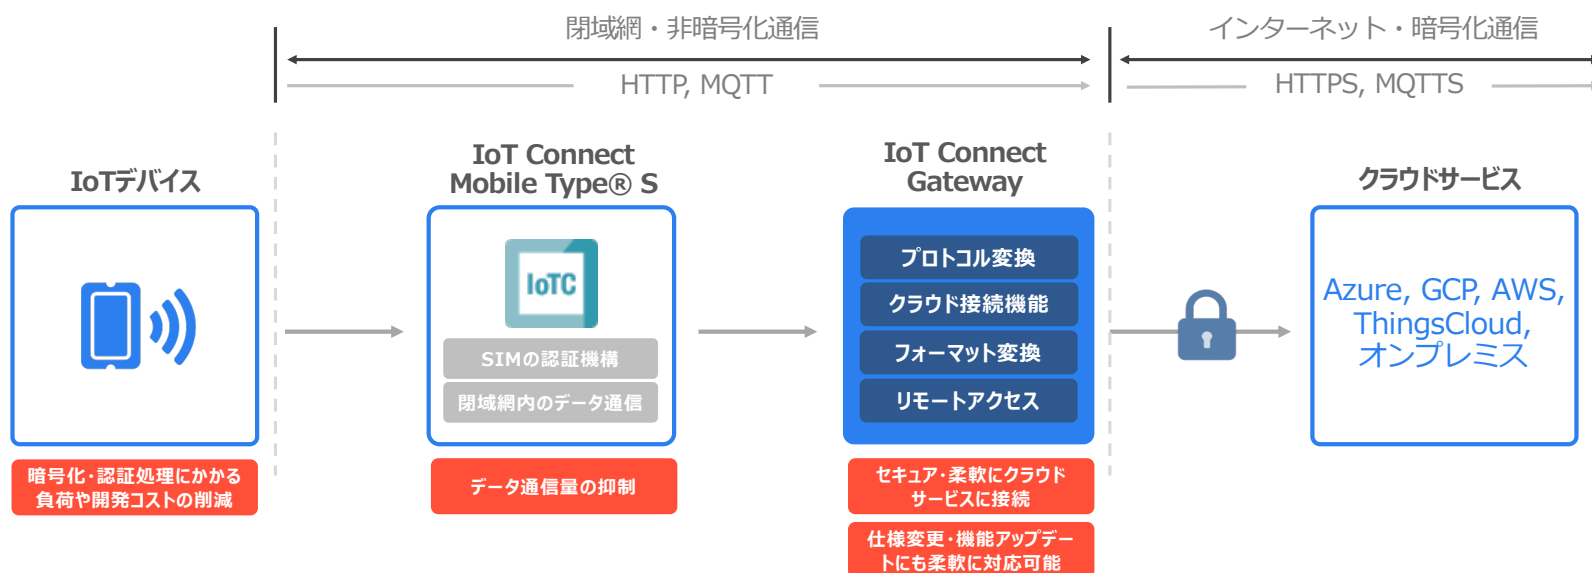 閉域網・非暗号化通信
インターネット・暗号化通信
HTTP, MQTT
HTTPS, MQTTS
IoTデバイス
IoT Connect
Mobile Type® S
IoT Connect
Gateway
クラウドサービス
IoTC
SIMの認証機構
閉域網内のデータ通信
プロトコル変換
クラウド接続機能
フォーマット変換
リモートアクセス
Azure, GCP, AWS,
ThingsCloud,
オンプレミス
暗号化・認証処理にかかる
負荷や開発コストの削減
データ通信量の抑制
セキュア・柔軟にクラウド
サービスに接続
仕様変更・機能アップデー
トにも柔軟に対応可能